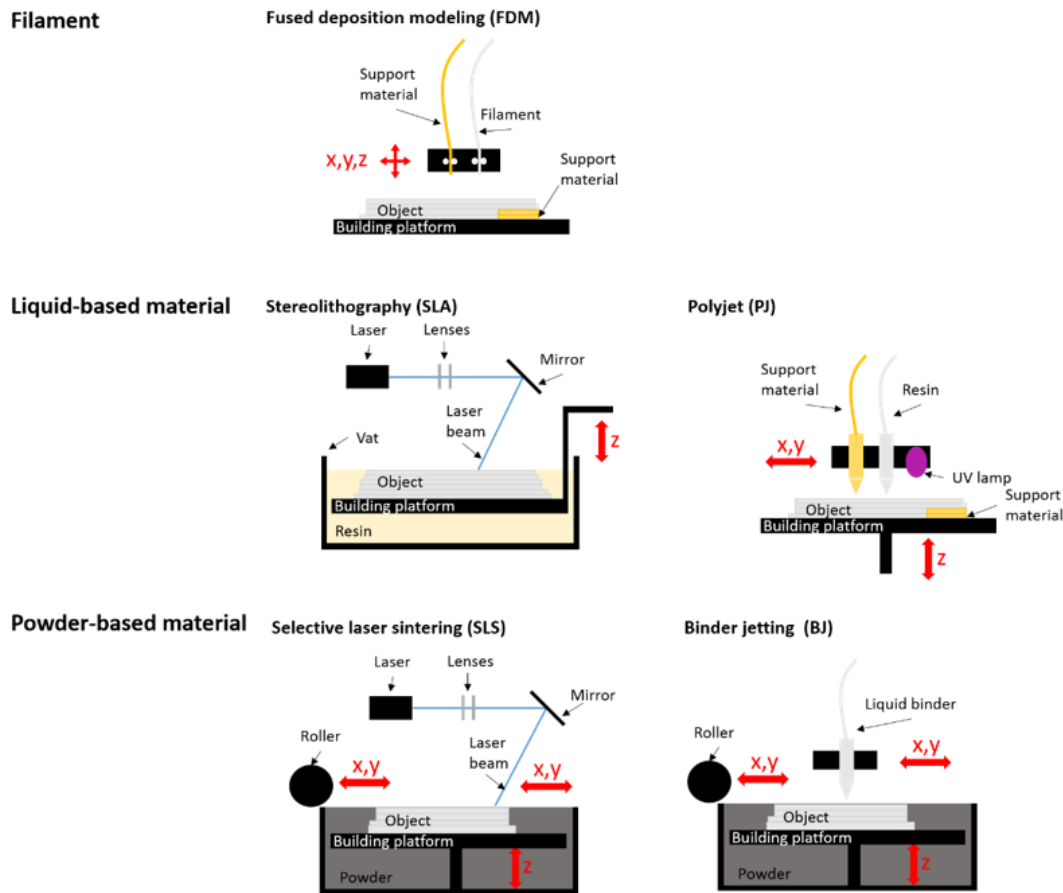 Filament
Fused deposition modeling (FDM)
Support
material
Filament
x,y,z
Support
material
Object
Building platform
Liquid-based material
Stereolithography (SLA)
Laser
Lenses
Mirror
Laser
beam
Vat
z
Object
Building platform
Resin
Polyjet (PJ)
Support
material
Resin
x,y
UV lamp
Support
material
Object
Building platform
z
Powder-based material
Selective laser sintering (SLS)
Laser
Lenses
Mirror
Roller
x,y
Laser
beam
x,y
Object
Building platform
Powder
z
Binder jetting (BJ)
Liquid binder
Roller
x,y
x,y
Object
Building platform
Powder
z